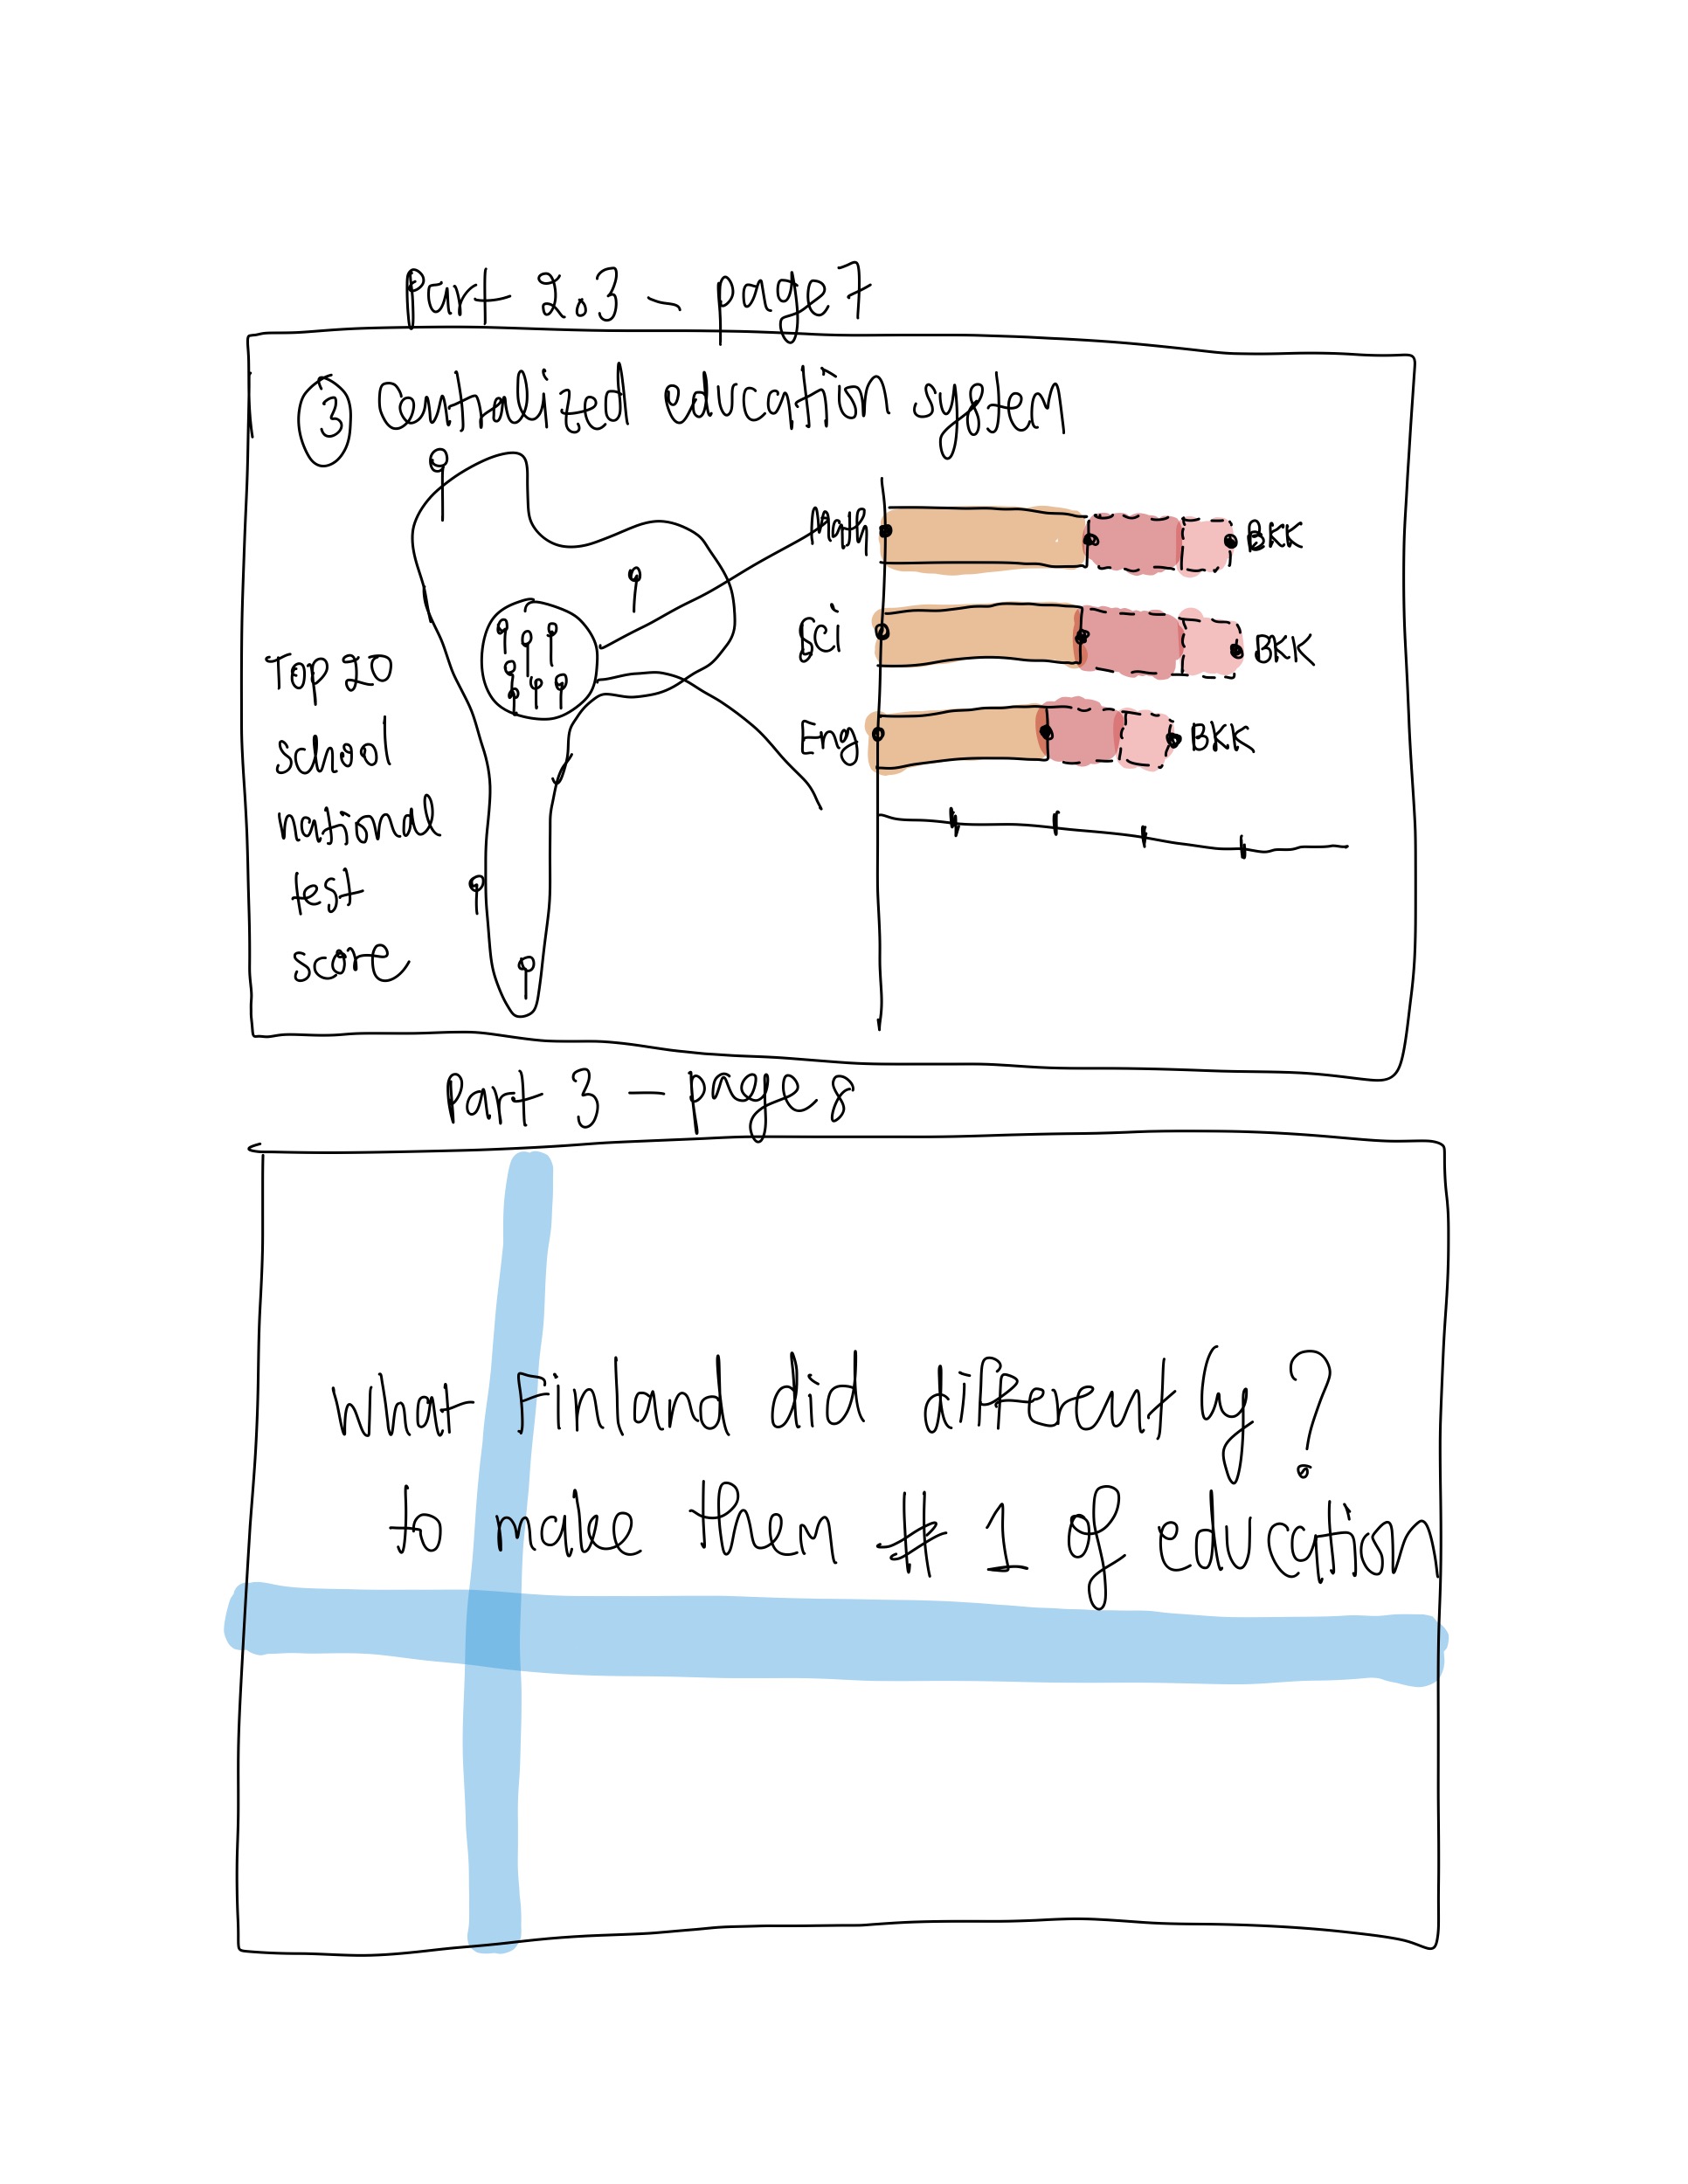 Part 2.3 - page 7
3 Centralized education system
Math BKK
Sci BKK
Eng BKK
Top 20
school
national
test
score
Part 3 - page 8
What Finland did differently?
to make them # 1 of education